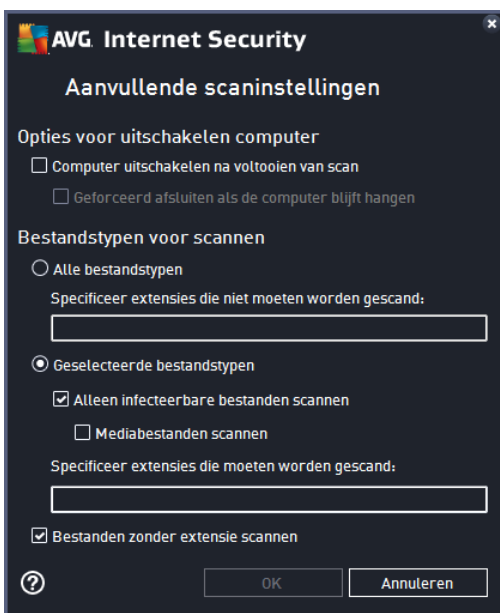 AVG Internet Security
Aanvullende scaninstellingen
Opties voor uitschakelen computer
Computer uitschakelen na voltooien van scan
Geforceerd afsluiten als de computer blijft hangen
Bestandstypen voor scannen
Alle bestandstypen
Specificeer extensies die niet moeten worden gescand:
Geselecteerde bestandstypen
Alleen infecteerbare bestanden scannen
Mediabestanden scannen
Specificeer extensies die moeten worden gescand:
Bestanden zonder extensie scannen
?
OK
Annuleren